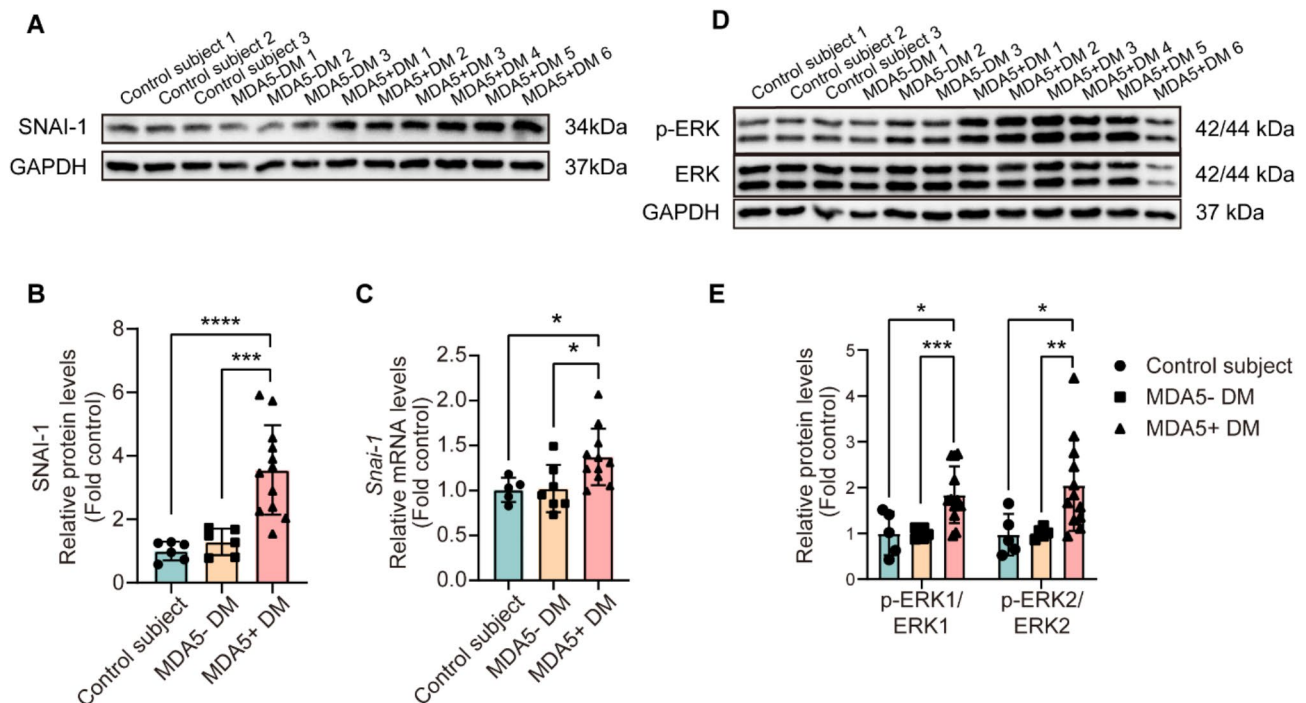 A
Control subject 1
Control subject 2
Control subject 3
MDA5-DM 1
MDA5-DM 2
MDA5-DM 3
MDA5+DM 1
MDA5+DM 2
MDA5+DM 3
MDA5+DM 4
MDA5+DM 5
MDA5+DM 6
SNAI-1
34kDa
GAPDH
37kDa
D
Control subject 1
Control subject 2
Control subject 3
MDA5-DM 1
MDA5-DM 2
MDA5-DM 3
MDA5+DM 1
MDA5+DM 2
MDA5+DM 3
MDA5+DM 4
MDA5+DM 5
MDA5+DM 6
p-ERK
42/44 kDa
ERK
42/44 kDa
GAPDH
37 kDa
B
SNAI-1
Relative protein levels
(Fold control)
8
6
4
2
0
****
***
Control subject
MDA5- DM
MDA5+ DM
C
Snai-1
Relative mRNA levels
(Fold control)
2.5
2.0
1.5
1.0
0.5
0.0
*
*
Control subject
MDA5- DM
MDA5+ DM
E
Relative protein levels
(Fold control)
5
4
3
2
1
0
*
***
*
**
p-ERK1/
ERK1
p-ERK2/
ERK2
Control subject
MDA5- DM
MDA5+ DM